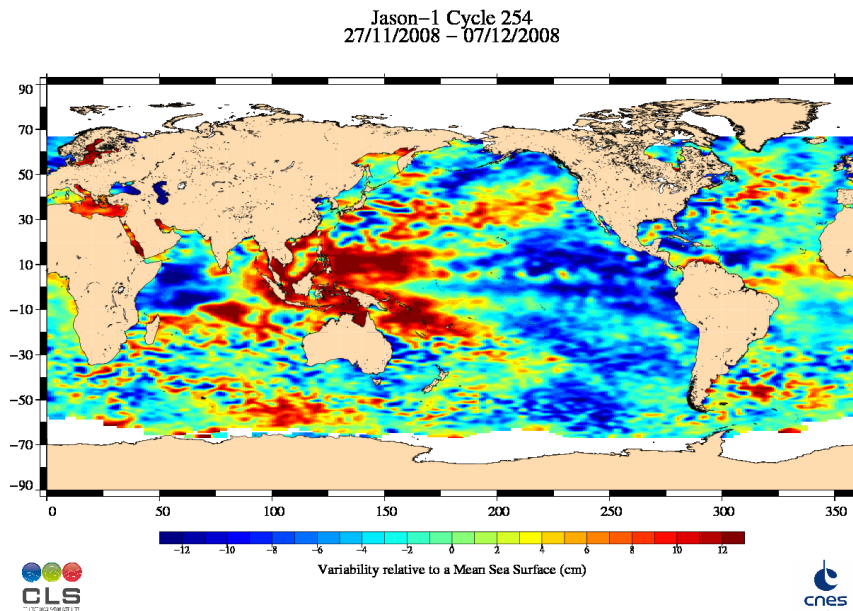 Jason−1 Cycle 254
27/11/2008 − 07/12/2008
90
70
50
30
10
−10
−30
−50
−70
−90
0 50 100 150 200 250 300 350
−12 −10 −8 −6 −4 −2 0 2 4 6 8 10 12
Variability relative to a Mean Sea Surface (cm)
CLS
cnes